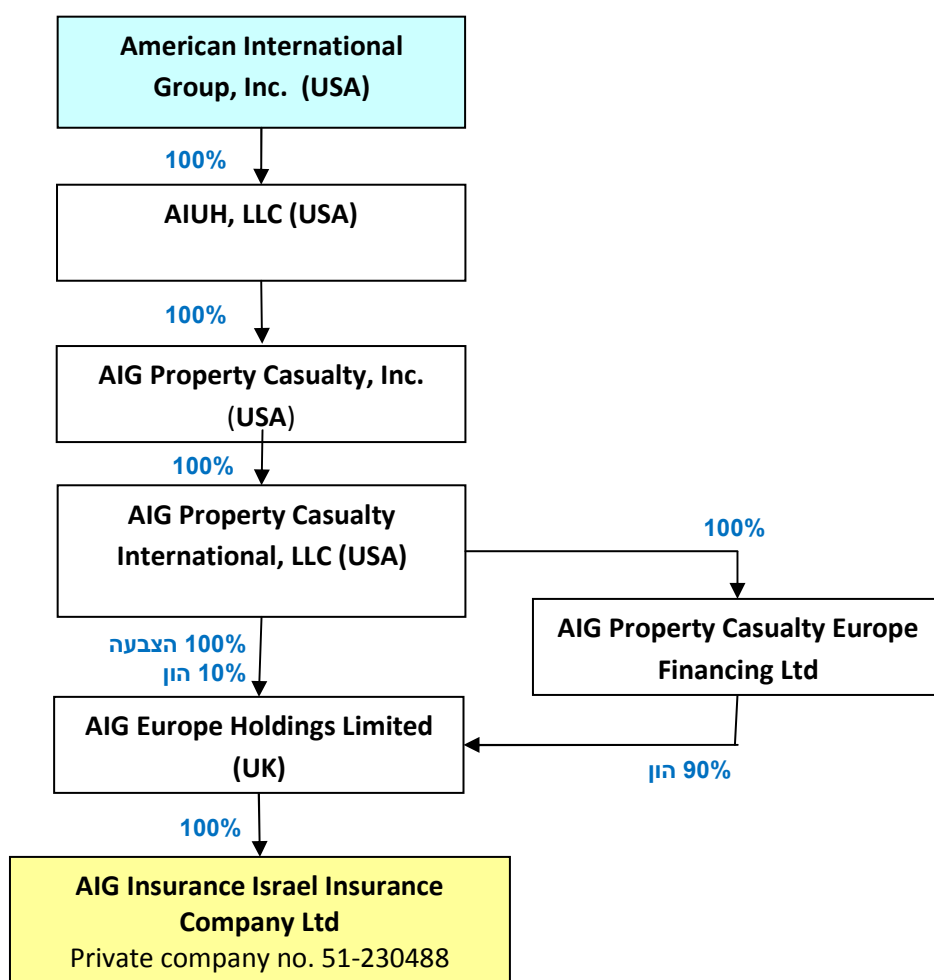 American International
Group, Inc. (USA)
100%
AIUH, LLC (USA)
100%
AIG Property Casualty, Inc.
(USA)
100%
AIG Property Casualty
International, LLC (USA)
100%
AIG Property Casualty Europe
Financing Ltd
100% הצבעה
10% הון
AIG Europe Holdings Limited
(UK)
90% הון
100%
AIG Insurance Israel Insurance
Company Ltd
Private company no. 51-230488